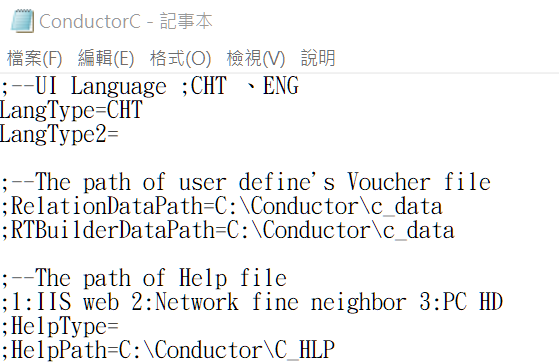 ConductorC - 記事本
檔案(F) 編輯(E) 格式(O) 檢視(V) 說明
;--UI Language ;CHT 、ENG
LangType=CHT
LangType2=
;--The path of user define's Voucher file
;RelationDataPath=C:\Conductor\c_data
;RTBuilderDataPath=C:\Conductor\c_data
;--The path of Help file
;1:IIS web 2:Network fine neighbor 3:PC HD
;HelpType=
;HelpPath=C:\Conductor\C_HLP